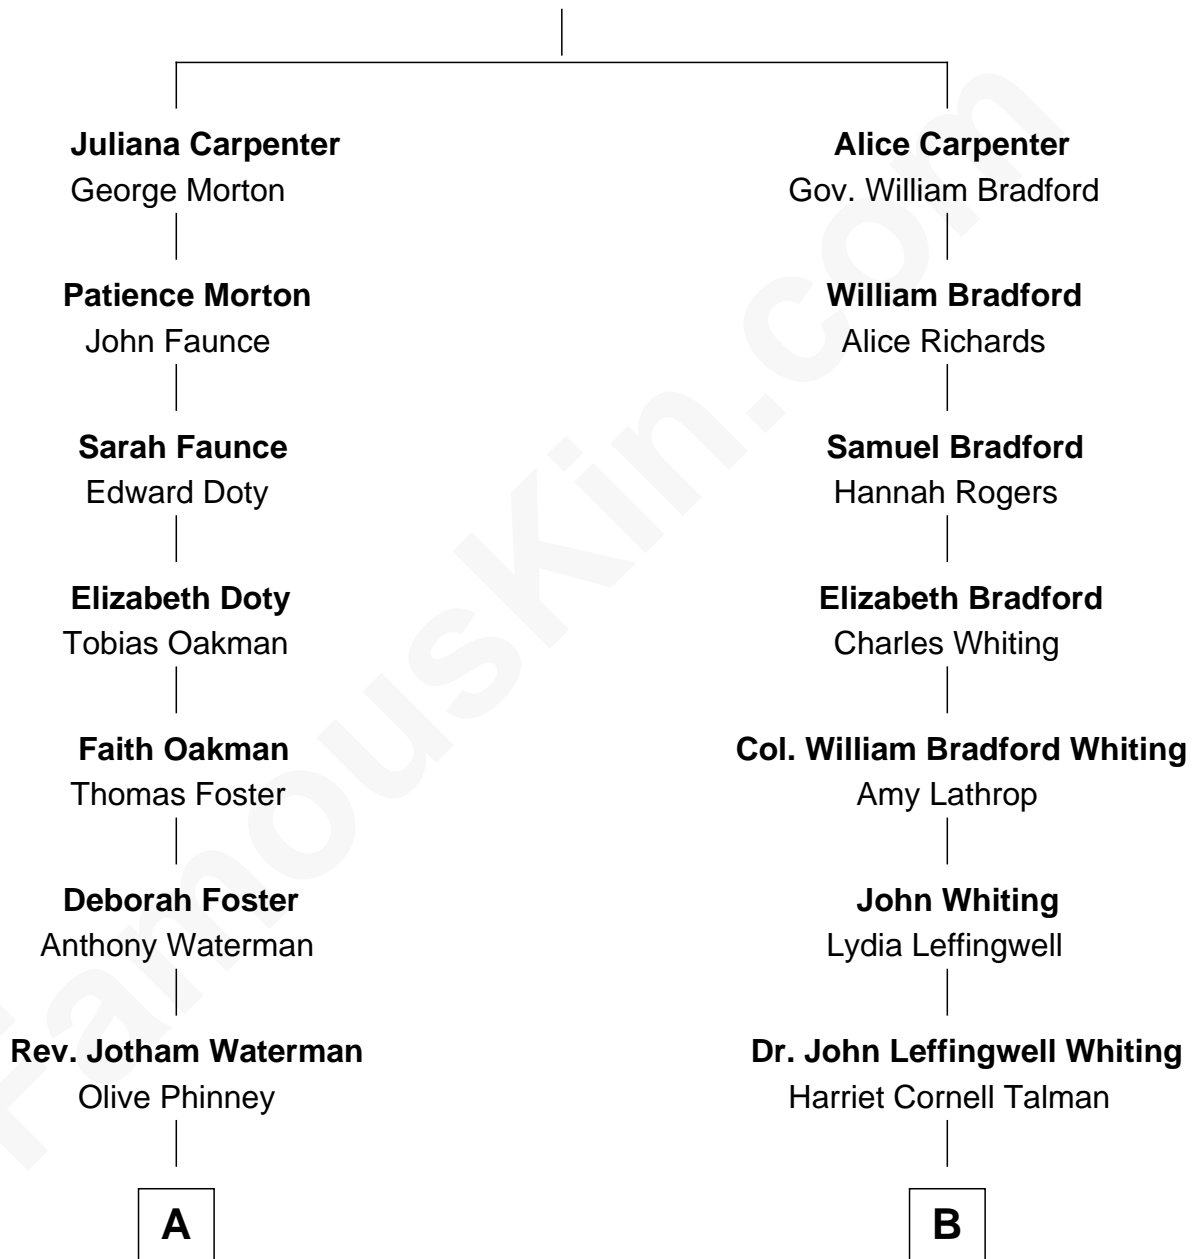 Juliana Carpenter
George Morton
Patience Morton
John Faunce
Sarah Faunce
Edward Doty
Elizabeth Doty
Tobias Oakman
Faith Oakman
Thomas Foster
Deborah Foster
Anthony Waterman
Rev. Jotham Waterman
Olive Phinney
A
Alice Carpenter
Gov. William Bradford
William Bradford
Alice Richards
Samuel Bradford
Hannah Rogers
Elizabeth Bradford
Charles Whiting
Col. William Bradford Whiting
Amy Lathrop
John Whiting
Lydia Leffingwell
Dr. John Leffingwell Whiting
Harriet Cornell Talman
B
FamousKin.com